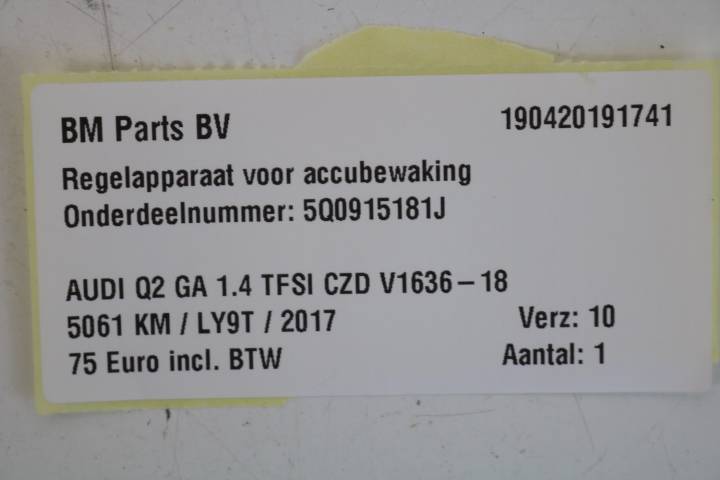 BM Parts BV 190420191741
Regelapparaat voor accubewaking
Onderdeelnummer: 5Q0915181J
AUDI Q2 GA 1.4 TFSI CZD V1636-18
5061 KM / LY9T / 2017 Verz: 10
75 Euro incl. BTW Aantal: 1